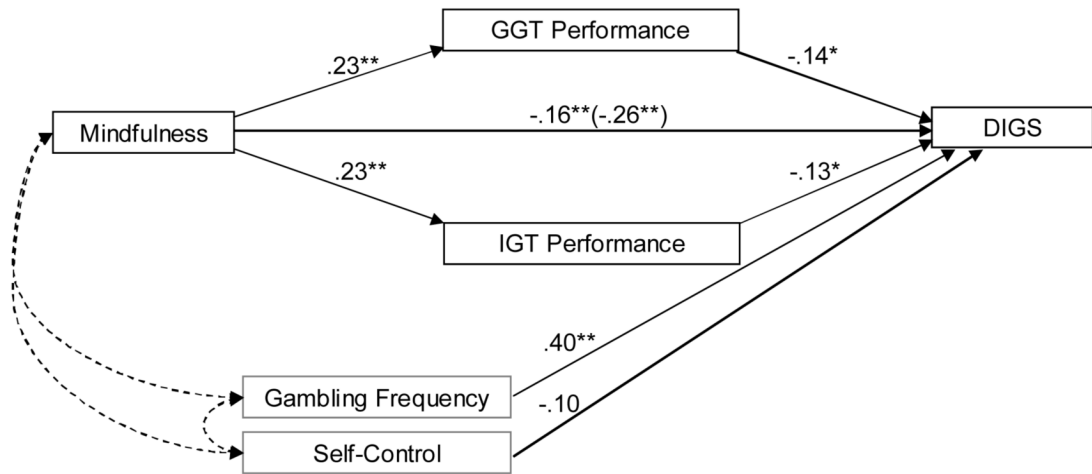 GGT Performance
.23**
-.14*
-.16**(-.26**)
Mindfulness
DIGS
.23**
-.13*
IGT Performance
.40**
Gambling Frequency
-.10
Self-Control